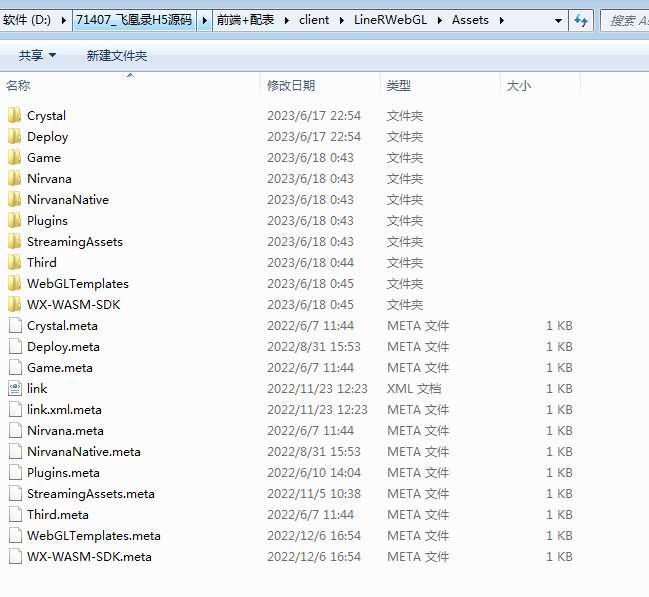 软件 (D:) 71407_飞凰录H5源码 前端+配表 client LineRWebGL Assets 搜索 As
共享 新建文件夹
名称 修改日期 类型 大小
Crystal 2023/6/17 22:54 文件夹
Deploy 2023/6/17 22:54 文件夹
Game 2023/6/18 0:43 文件夹
Nirvana 2023/6/18 0:43 文件夹
NirvanaNative 2023/6/18 0:43 文件夹
Plugins 2023/6/18 0:43 文件夹
StreamingAssets 2023/6/18 0:43 文件夹
Third 2023/6/18 0:44 文件夹
WebGLTemplates 2023/6/18 0:45 文件夹
WX-WASM-SDK 2023/6/18 0:45 文件夹
Crystal.meta 2022/6/7 11:44 META 文件 1 KB
Deploy.meta 2022/8/31 15:53 META 文件 1 KB
Game.meta 2022/6/7 11:44 META 文件 1 KB
link 2022/11/23 12:23 XML 文档 1 KB
link.xml.meta 2022/11/23 12:23 META 文件 1 KB
Nirvana.meta 2022/6/7 11:44 META 文件 1 KB
NirvanaNative.meta 2022/8/31 15:53 META 文件 1 KB
Plugins.meta 2022/6/10 14:04 META 文件 1 KB
StreamingAssets.meta 2022/11/5 10:38 META 文件 1 KB
Third.meta 2022/6/7 11:44 META 文件 1 KB
WebGLTemplates.meta 2022/12/6 16:54 META 文件 1 KB
WX-WASM-SDK.meta 2022/12/6 16:54 META 文件 1 KB